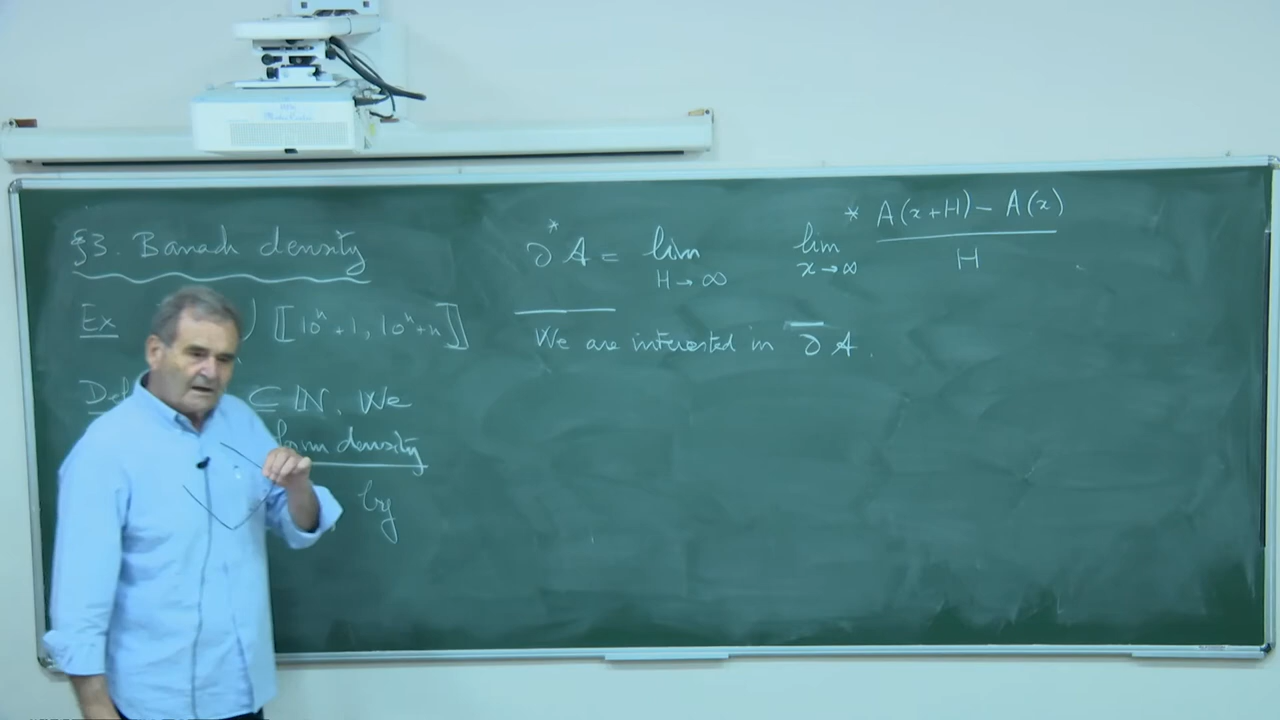 §3. Banach density
Ex ) [[10ⁿ+1, 10ⁿ+n]]
⊆ ℕ. We
form density
by
∂* A = lim H→∞ lim* x→∞ A(x+H) − A(x) / H
We are interested in ∂̅ A.